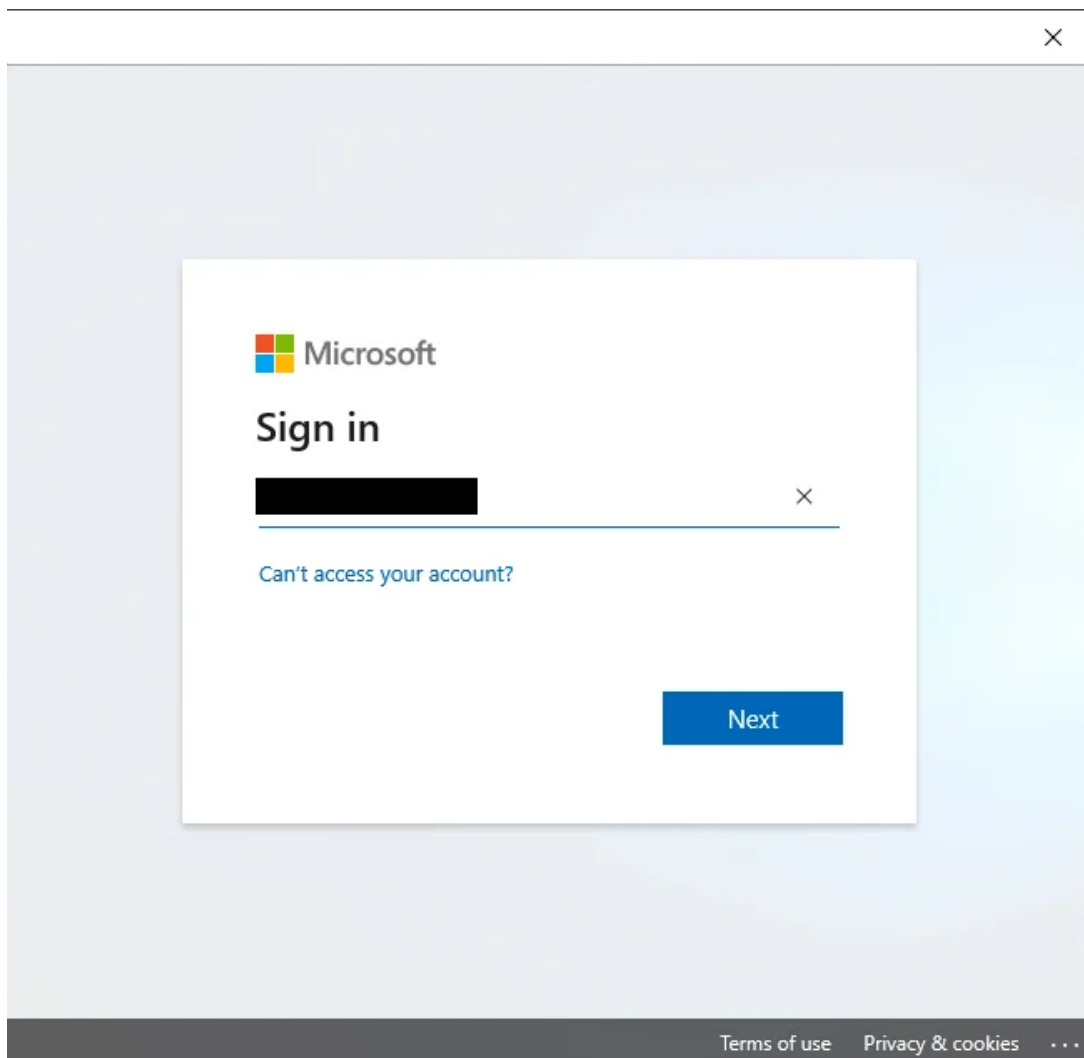 Microsoft
Sign in
Can't access your account?
Next
Terms of use Privacy & cookies ...